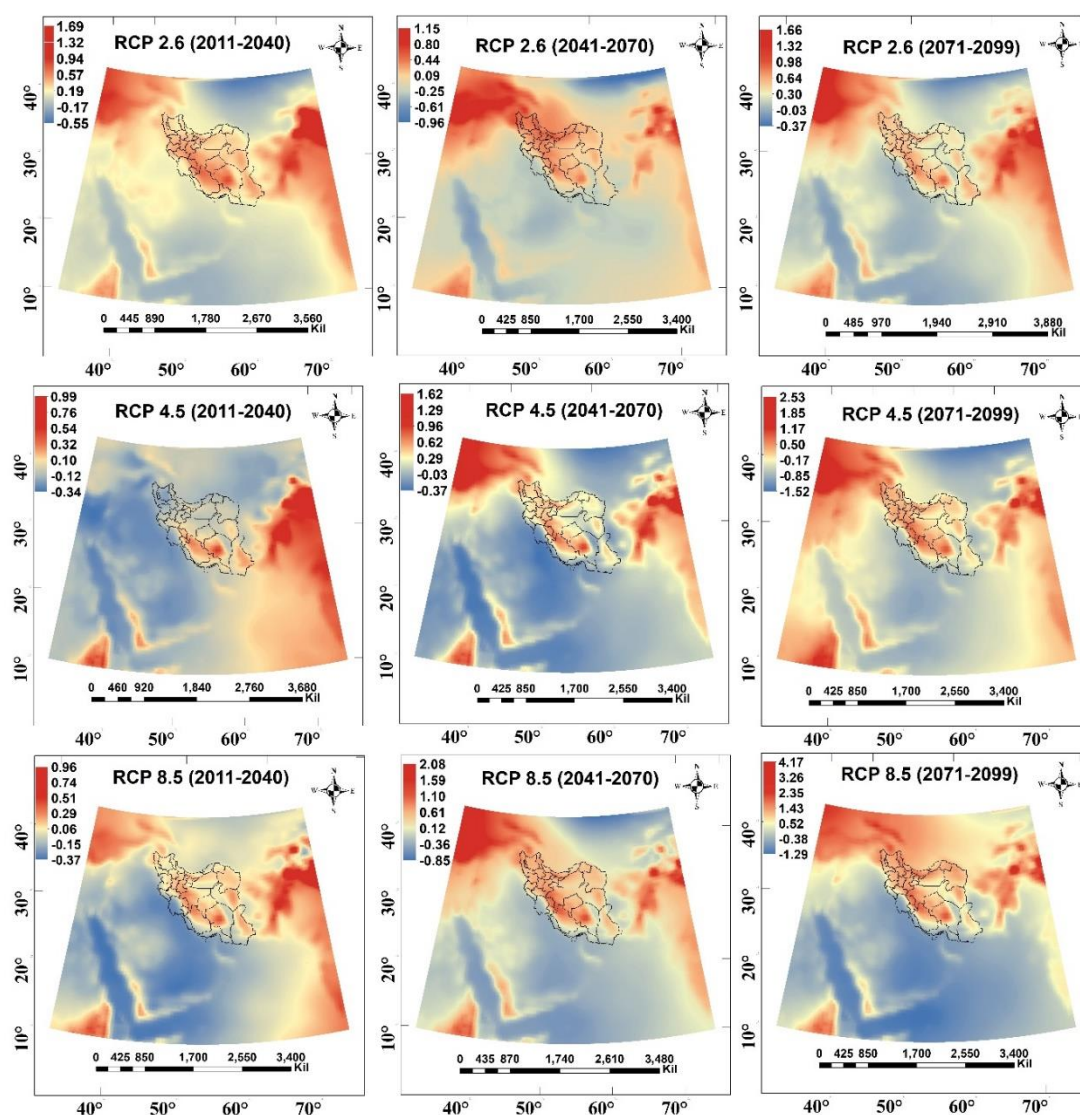 1.69
1.32
0.94
0.57
0.19
-0.17
-0.55
RCP 2.6 (2011-2040)
N
W E
S
40°
30°
20°
10°
0 445 890 1,780 2,670 3,560
Kil
1.15
0.80
0.44
0.09
-0.25
-0.61
-0.96
RCP 2.6 (2041-2070)
N
W E
S
40°
30°
20°
10°
0 425 850 1,700 2,550 3,400
Kil
1.66
1.32
0.98
0.64
0.30
-0.03
-0.37
RCP 2.6 (2071-2099)
N
W E
S
40°
30°
20°
10°
0 485 970 1,940 2,910 3,880
Kil
40° 50° 60° 70°
40° 50° 60° 70°
40° 50° 60° 70°
0.99
0.76
0.54
0.32
0.10
-0.12
-0.34
RCP 4.5 (2011-2040)
N
W E
S
40°
30°
20°
10°
0 460 920 1,840 2,760 3,680
Kil
1.62
1.29
0.96
0.62
0.29
-0.03
-0.37
RCP 4.5 (2041-2070)
N
W E
S
40°
30°
20°
10°
0 425 850 1,700 2,550 3,400
Kil
2.53
1.85
1.17
0.50
-0.17
-0.85
-1.52
RCP 4.5 (2071-2099)
N
W E
S
40°
30°
20°
10°
0 425 850 1,700 2,550 3,400
Kil
40° 50° 60° 70°
40° 50° 60° 70°
40° 50° 60° 70°
0.96
0.74
0.51
0.29
0.06
-0.15
-0.37
RCP 8.5 (2011-2040)
N
W E
S
40°
30°
20°
10°
0 425 850 1,700 2,550 3,400
Kil
2.08
1.59
1.10
0.61
0.12
-0.36
-0.85
RCP 8.5 (2041-2070)
N
W E
S
40°
30°
20°
10°
0 435 870 1,740 2,610 3,480
Kil
4.17
3.26
2.35
1.43
0.52
-0.38
-1.29
RCP 8.5 (2071-2099)
N
W E
S
40°
30°
20°
10°
0 425 850 1,700 2,550 3,400
Kil
40° 50° 60° 70°
40° 50° 60° 70°
40° 50° 60° 70°